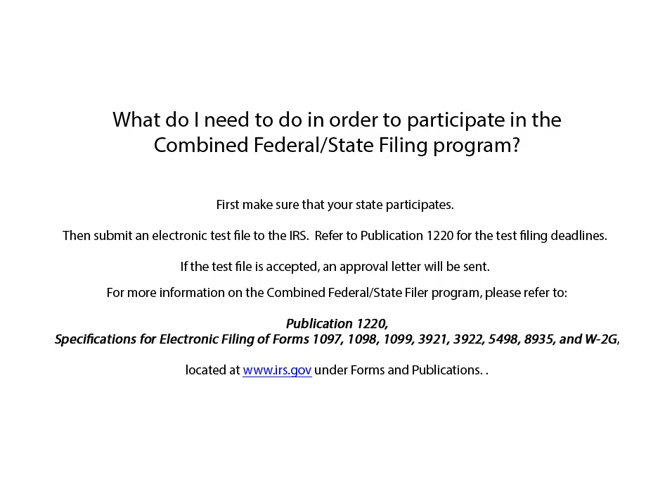 What do I need to do in order to participate in the
Combined Federal/State Filing program?
First make sure that your state participates.
Then submit an electronic test file to the IRS.  Refer to Publication 1220 for the test filing deadlines.
If the test file is accepted, an approval letter will be sent.
For more information on the Combined Federal/State Filer program, please refer to:
Publication 1220,
Specifications for Electronic Filing of Forms 1097, 1098, 1099, 3921, 3922, 5498, 8935, and W-2G,
located at www.irs.gov under Forms and Publications. .